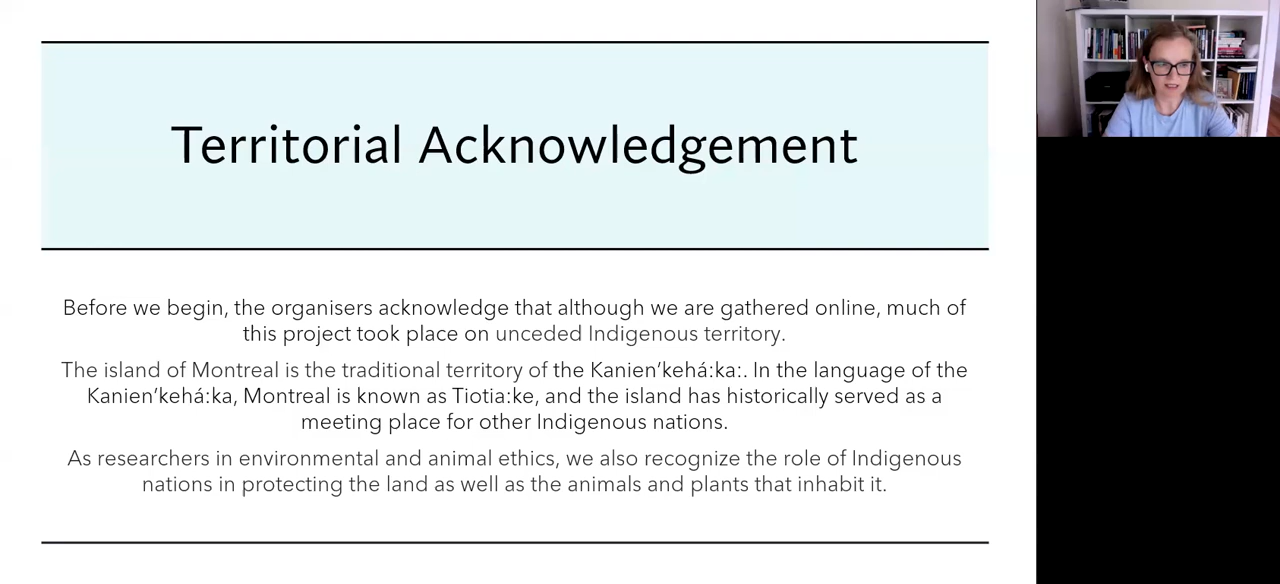 Territorial Acknowledgement
Before we begin, the organisers acknowledge that although we are gathered online, much of
this project took place on unceded Indigenous territory.
The island of Montreal is the traditional territory of the Kanien’kehá:ka:. In the language of the
Kanien’kehá:ka, Montreal is known as Tiotia:ke, and the island has historically served as a
meeting place for other Indigenous nations.
As researchers in environmental and animal ethics, we also recognize the role of Indigenous
nations in protecting the land as well as the animals and plants that inhabit it.